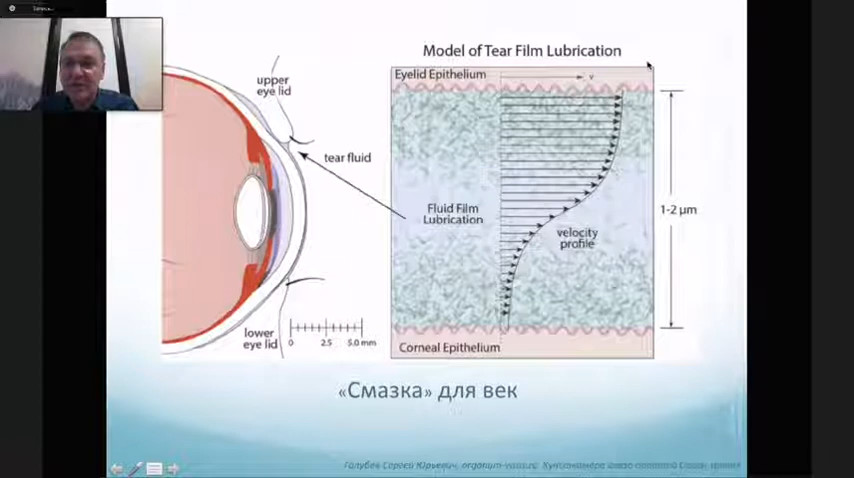 Model of Tear Film Lubrication
Eyelid Epithelium
v
upper
eye lid
tear fluid
Fluid Film
Lubrication
velocity
profile
1-2 µm
lower
eye lid
0 2.5 5.0 mm
Corneal Epithelium
«Смазка» для век
Голубев Сергей Юрьевич, organum-visus